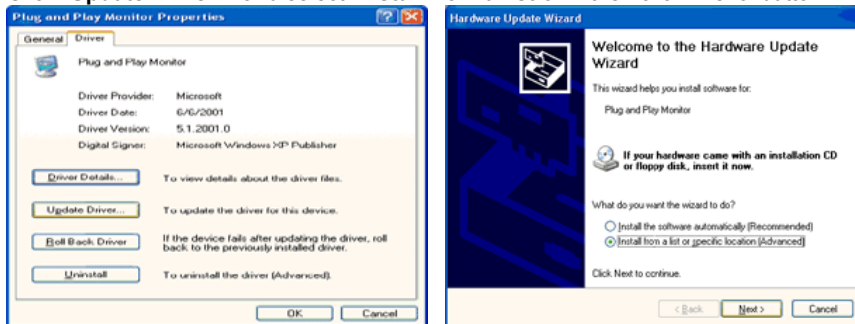 Plug and Play Monitor Properties
General
Driver
Plug and Play Monitor
Driver Provider: Microsoft
Driver Date: 6/6/2001
Driver Version: 5.1.2001.0
Digital Signer: Microsoft Windows XP Publisher
Driver Details...
To view details about the driver files.
Update Driver...
To update the driver for this device.
Roll Back Driver
If the device fails after updating the driver, roll
back to the previously installed driver.
Uninstall
To uninstall the driver (Advanced).
OK
Cancel
Hardware Update Wizard
Welcome to the Hardware Update
Wizard
This wizard helps you install software for:
Plug and Play Monitor
If your hardware came with an installation CD
or floppy disk, insert it now.
What do you want the wizard to do?
Install the software automatically (Recommended)
Install from a list or specific location (Advanced)
Click Next to continue.
< Back
Next >
Cancel